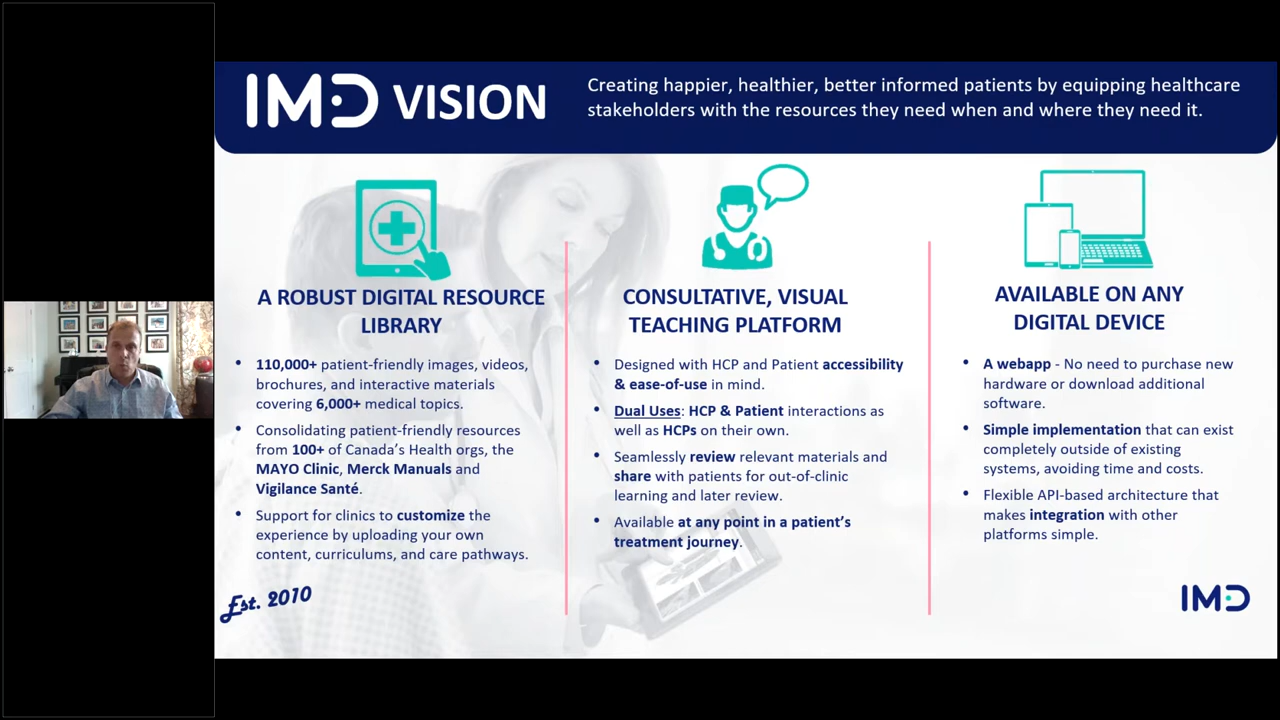 IMD VISION
Creating happier, healthier, better informed patients by equipping healthcare
stakeholders with the resources they need when and where they need it.
A ROBUST DIGITAL RESOURCE
LIBRARY
• 110,000+ patient-friendly images, videos,
brochures, and interactive materials
covering 6,000+ medical topics.
• Consolidating patient-friendly resources
from 100+ of Canada's Health orgs, the
MAYO Clinic, Merck Manuals and
Vigilance Santé.
• Support for clinics to customize the
experience by uploading your own
content, curriculums, and care pathways.
Est. 2010
CONSULTATIVE, VISUAL
TEACHING PLATFORM
• Designed with HCP and Patient accessibility
& ease-of-use in mind.
• Dual Uses: HCP & Patient interactions as
well as HCPs on their own.
• Seamlessly review relevant materials and
share with patients for out-of-clinic
learning and later review.
• Available at any point in a patient's
treatment journey.
AVAILABLE ON ANY
DIGITAL DEVICE
• A webapp - No need to purchase new
hardware or download additional
software.
• Simple implementation that can exist
completely outside of existing
systems, avoiding time and costs.
• Flexible API-based architecture that
makes integration with other
platforms simple.
IMD